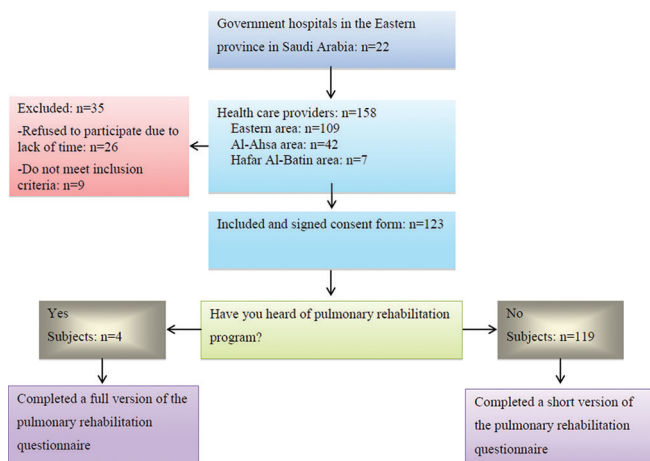 Government hospitals in the Eastern
province in Saudi Arabia: n=22
Excluded: n=35
-Refused to participate due to
lack of time: n=26
-Do not meet inclusion
criteria: n=9
Health care providers: n=158
Eastern area: n=109
Al-Ahsa area: n=42
Hafar Al-Batin area: n=7
Included and signed consent form: n=123
Have you heard of pulmonary rehabilitation
program?
Yes
Subjects: n=4
No
Subjects: n=119
Completed a full version of the
pulmonary rehabilitation
questionnaire
Completed a short version of
the pulmonary rehabilitation
questionnaire